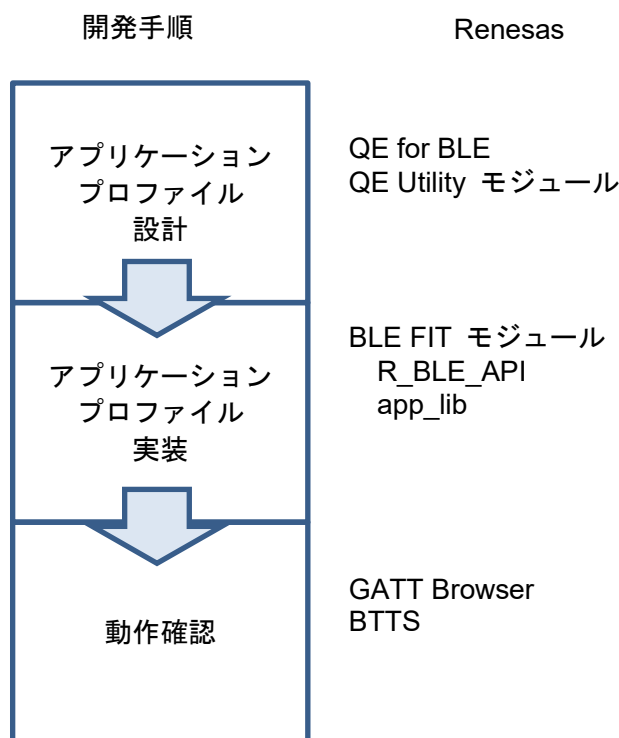 開発手順
Renesas
アプリケーション
プロファイル
設計
QE for BLE
QE Utility モジュール
アプリケーション
プロファイル
実装
BLE FIT モジュール
R_BLE_API
app_lib
動作確認
GATT Browser
BTTS